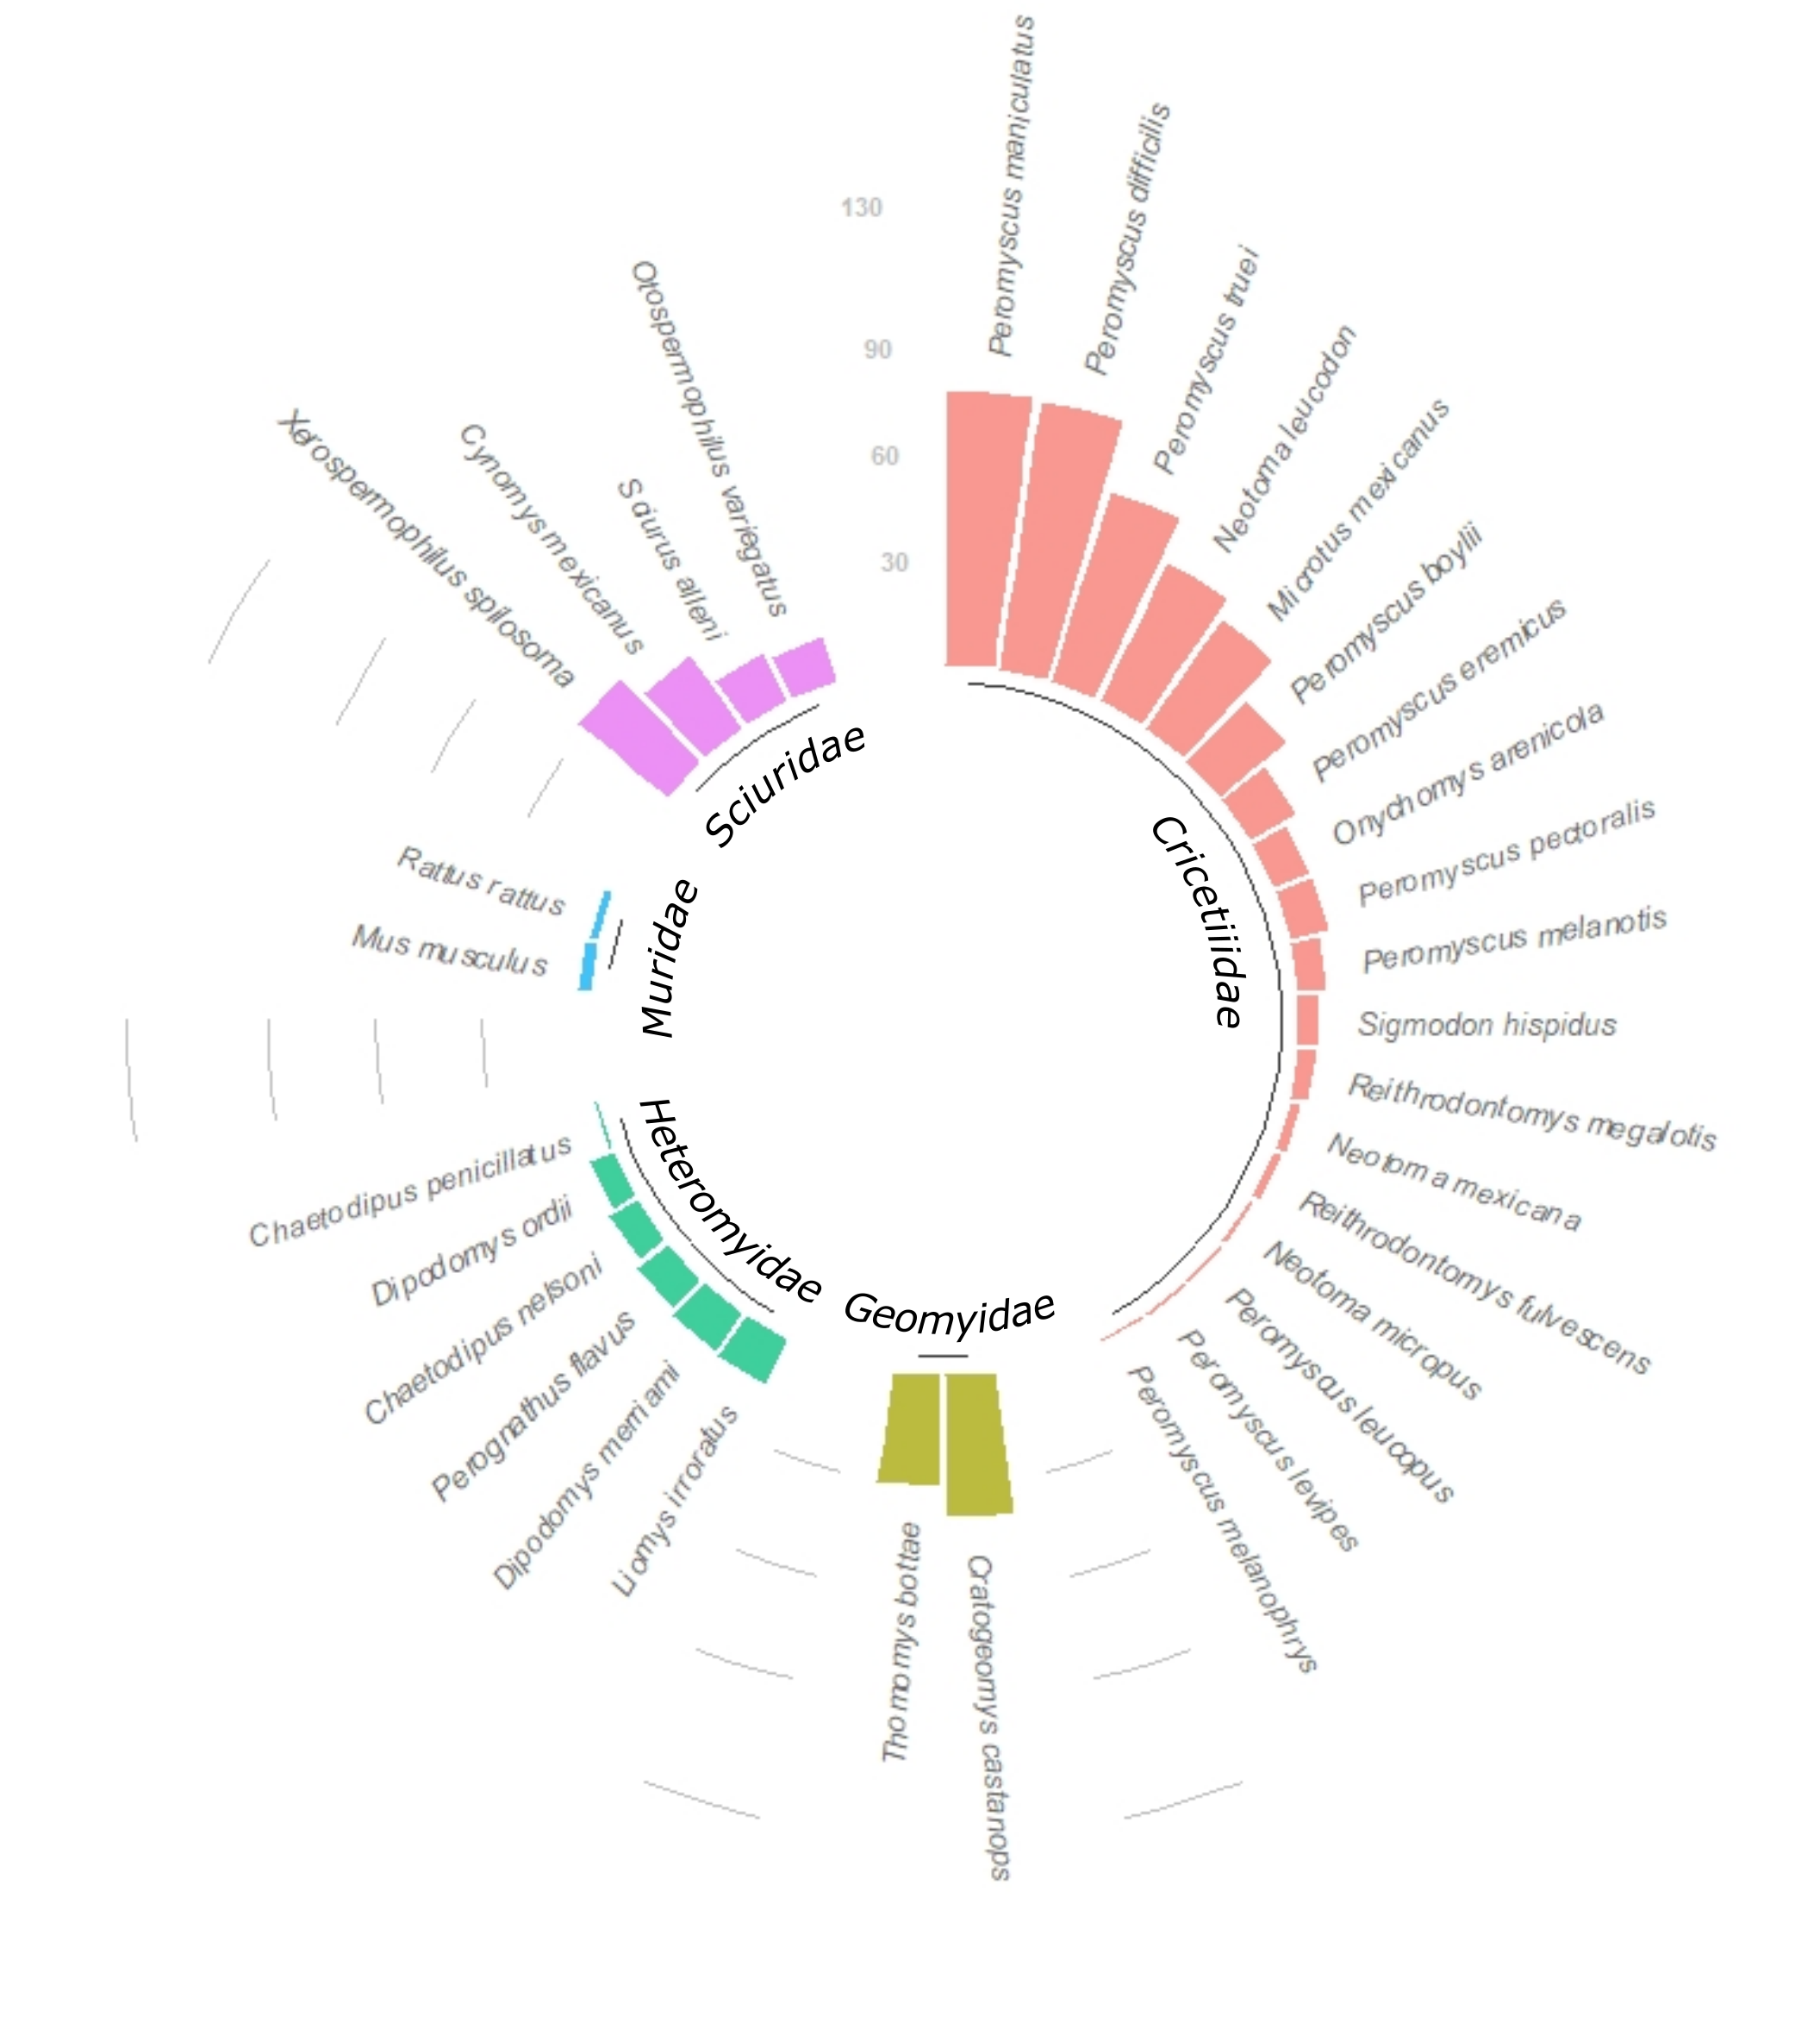 130
90
60
30
Peromyscus maniculatus
Peromyscus difficilis
Peromyscus truei
Neotoma leucodon
Microtus mexicanus
Peromyscus boylii
Peromyscus eremicus
Onychomys arenicola
Peromyscus pectoralis
Peromyscus melanotis
Sigmodon hispidus
Reithrodontomys megalotis
Neotoma mexicana
Reithrodontomys fulvescens
Neotoma micropus
Peromyscus leucopus
Peromyscus levipes
Peromyscus melanophrys
Cratogeomys castanops
Thomomys bottae
Liomys irroratus
Dipodomys merriami
Perognathus flavus
Chaetodipus nelsoni
Dipodomys ordii
Chaetodipus penicillatus
Mus musculus
Rattus rattus
Xerospermophilus spilosoma
Cynomys mexicanus
Sciurus alleni
Otospermophilus variegatus
Cricetiiidae
Geomyidae
Heteromyidae
Muridae
Sciuridae